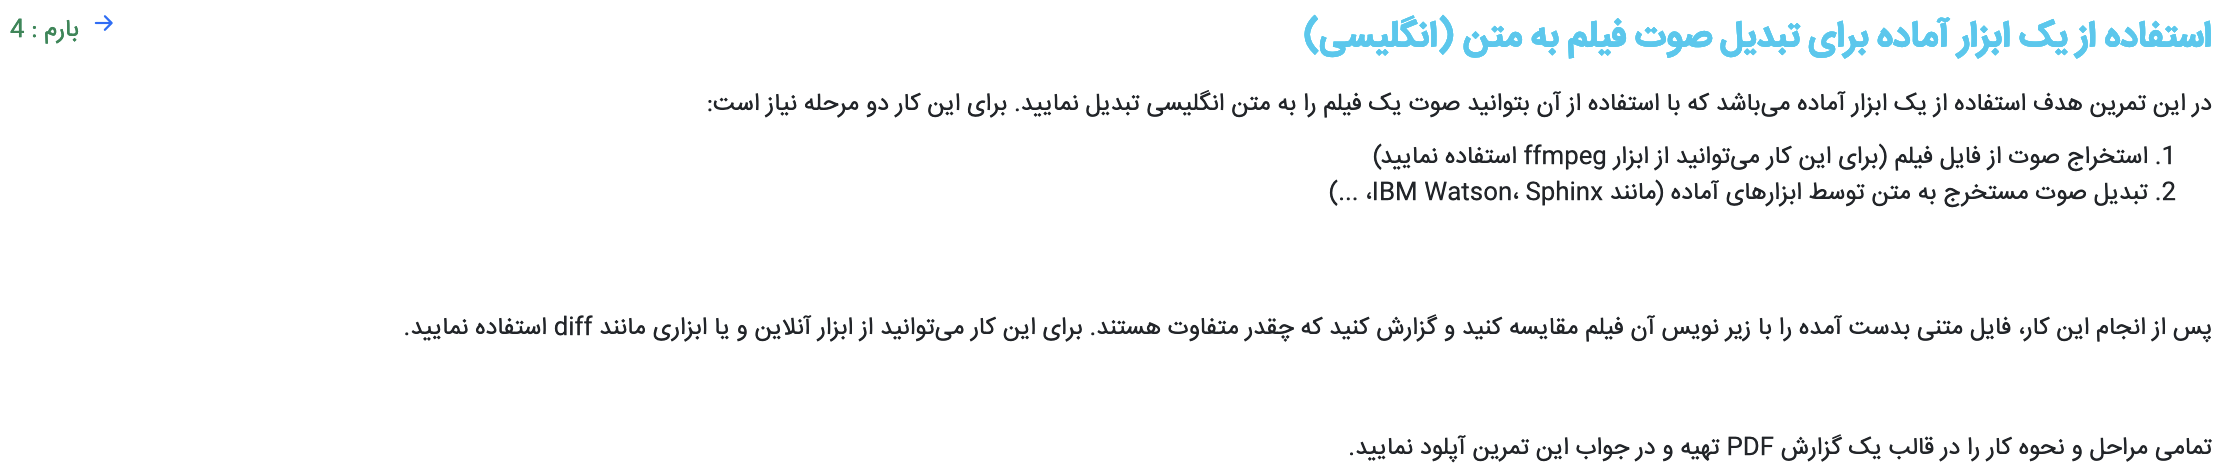 استفاده از یک ابزار آماده برای تبدیل صوت فیلم به متن (انگلیسی)
بارم : 4 →
در این تمرین هدف استفاده از یک ابزار آماده می‌باشد که با استفاده از آن بتوانید صوت یک فیلم را به متن انگلیسی تبدیل نمایید. برای این کار دو مرحله نیاز است:
1. استخراج صوت از فایل فیلم (برای این کار می‌توانید از ابزار ffmpeg استفاده نمایید)
2. تبدیل صوت مستخرج به متن توسط ابزارهای آماده (مانند IBM Watson، Sphinx، ...)
پس از انجام این کار، فایل متنی بدست آمده را با زیر نویس آن فیلم مقایسه کنید و گزارش کنید که چقدر متفاوت هستند. برای این کار می‌توانید از ابزار آنلاین و یا ابزاری مانند diff استفاده نمایید.
تمامی مراحل و نحوه کار را در قالب یک گزارش PDF تهیه و در جواب این تمرین آپلود نمایید.